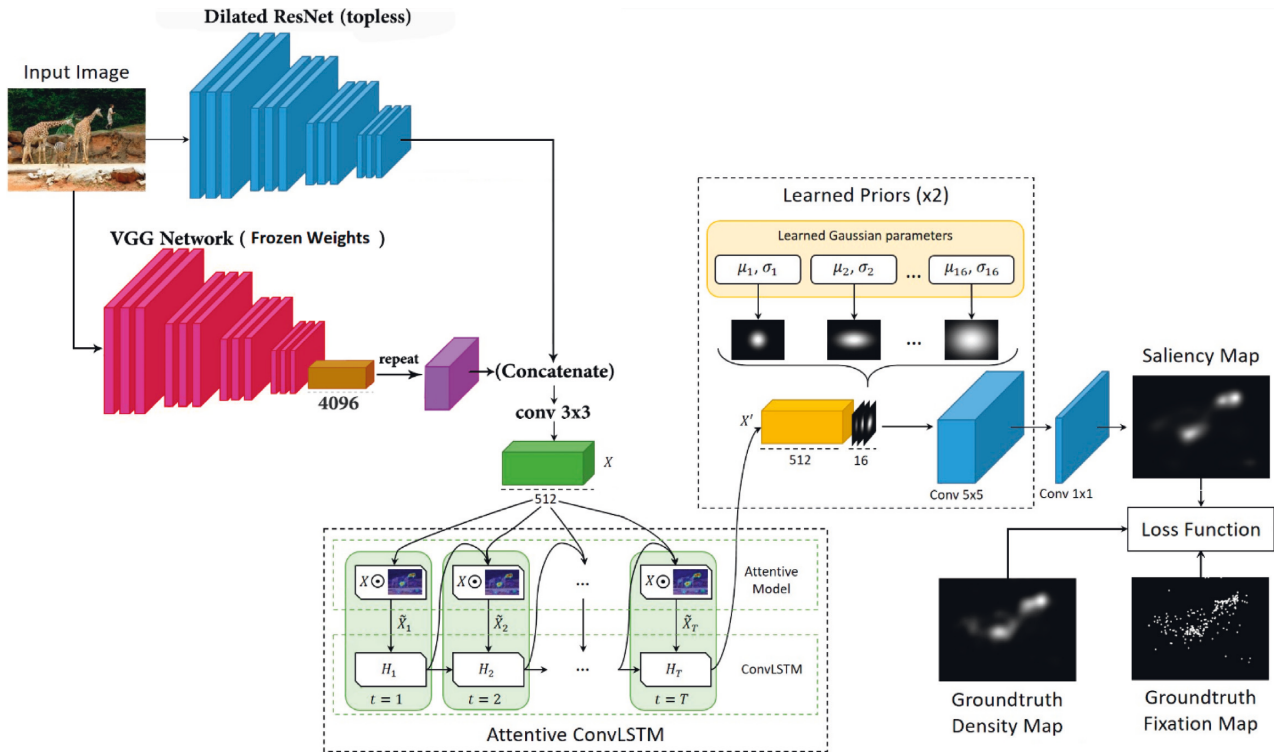 Dilated ResNet (topless)
Input Image
VGG Network ( Frozen Weights )
repeat
4096
(Concatenate)
conv 3x3
X
512
Learned Priors (x2)
Learned Gaussian parameters
μ₁, σ₁
μ₂, σ₂
...
μ₁₆, σ₁₆
...
X′
512
16
Conv 5x5
Conv 1x1
Saliency Map
Loss Function
Groundtruth
Density Map
Groundtruth
Fixation Map
X ⊙
X ⊙
...
X ⊙
Attentive
Model
X̃₁
X̃₂
X̃_T
H₁
H₂
...
H_T
ConvLSTM
t = 1
t = 2
t = T
Attentive ConvLSTM